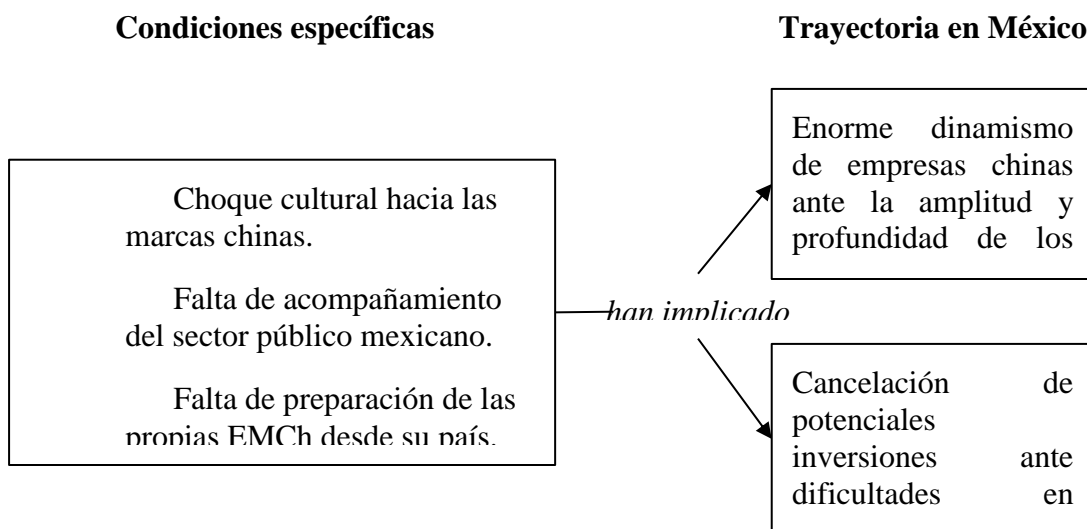 Condiciones específicas
Trayectoria en México
Choque cultural hacia las
marcas chinas.
Falta de acompañamiento
del sector público mexicano.
Falta de preparación de las
propias EMCh desde su país.
han implicado
Enorme dinamismo
de empresas chinas
ante la amplitud y
profundidad de los
Cancelación de
potenciales
inversiones ante
dificultades en